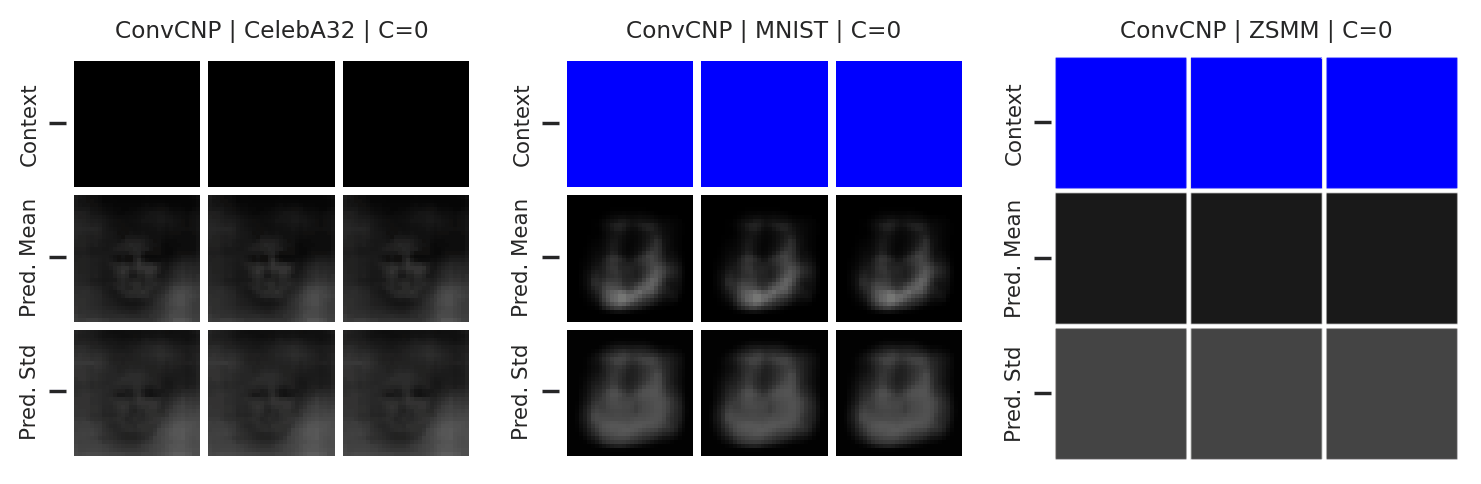 ConvCNP | CelebA32 | C=0
Context
Pred. Mean
Pred. Std
ConvCNP | MNIST | C=0
Context
Pred. Mean
Pred. Std
ConvCNP | ZSMM | C=0
Context
Pred. Mean
Pred. Std